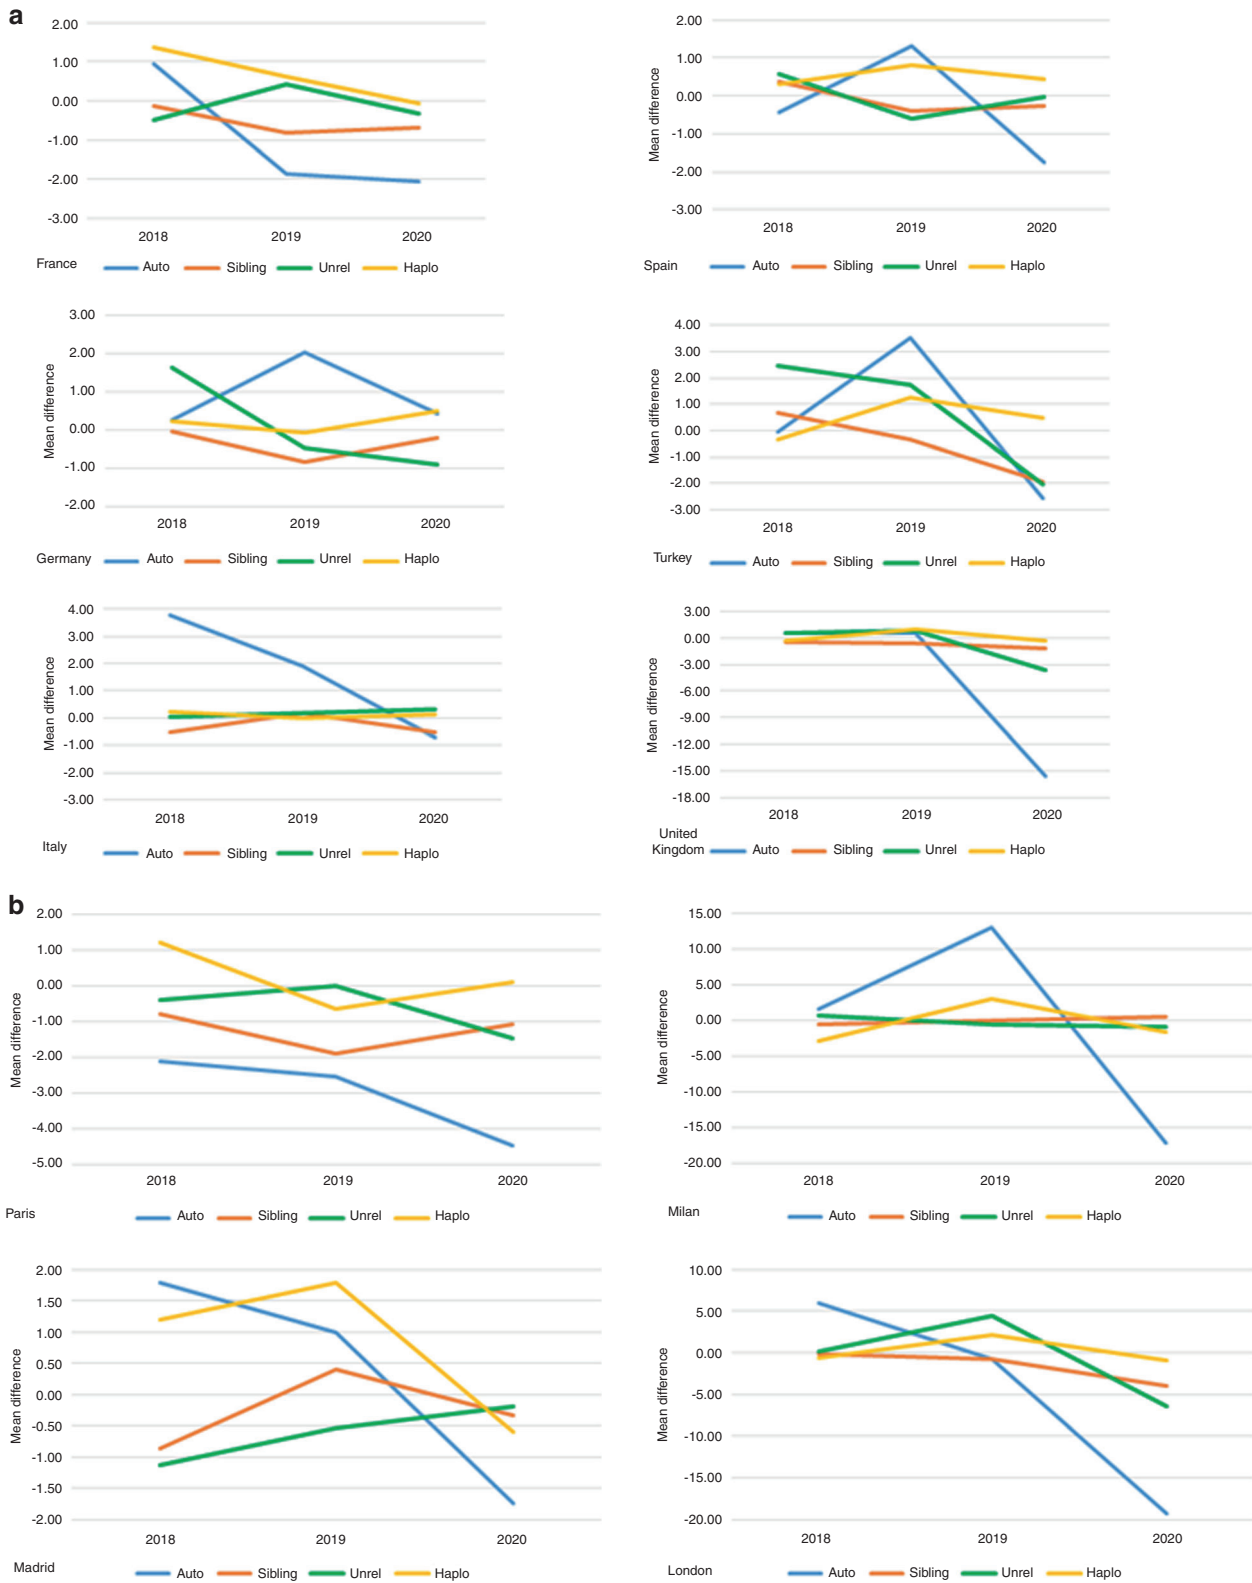 a
2.00
1.00
0.00
-1.00
-2.00
-3.00
2018 2019 2020
France Auto Sibling Unrel Haplo
Mean difference
2.00
1.00
0.00
-1.00
-2.00
-3.00
2018 2019 2020
Spain Auto Sibling Unrel Haplo
Mean difference
3.00
2.00
1.00
0.00
-1.00
-2.00
2018 2019 2020
Germany Auto Sibling Unrel Haplo
Mean difference
4.00
3.00
2.00
1.00
0.00
-1.00
-2.00
-3.00
2018 2019 2020
Turkey Auto Sibling Unrel Haplo
Mean difference
4.00
3.00
2.00
1.00
0.00
-1.00
-2.00
-3.00
2018 2019 2020
Italy Auto Sibling Unrel Haplo
Mean difference
3.00
0.00
-3.00
-6.00
-9.00
-12.00
-15.00
-18.00
2018 2019 2020
United
Kingdom Auto Sibling Unrel Haplo
b
Mean difference
2.00
1.00
0.00
-1.00
-2.00
-3.00
-4.00
-5.00
2018 2019 2020
Paris Auto Sibling Unrel Haplo
Mean difference
15.00
10.00
5.00
0.00
-5.00
-10.00
-15.00
-20.00
2018 2019 2020
Milan Auto Sibling Unrel Haplo
Mean difference
2.00
1.50
1.00
0.50
0.00
-0.50
-1.00
-1.50
-2.00
2018 2019 2020
Madrid Auto Sibling Unrel Haplo
Mean difference
10.00
5.00
0.00
-5.00
-10.00
-15.00
-20.00
2018 2019 2020
London Auto Sibling Unrel Haplo